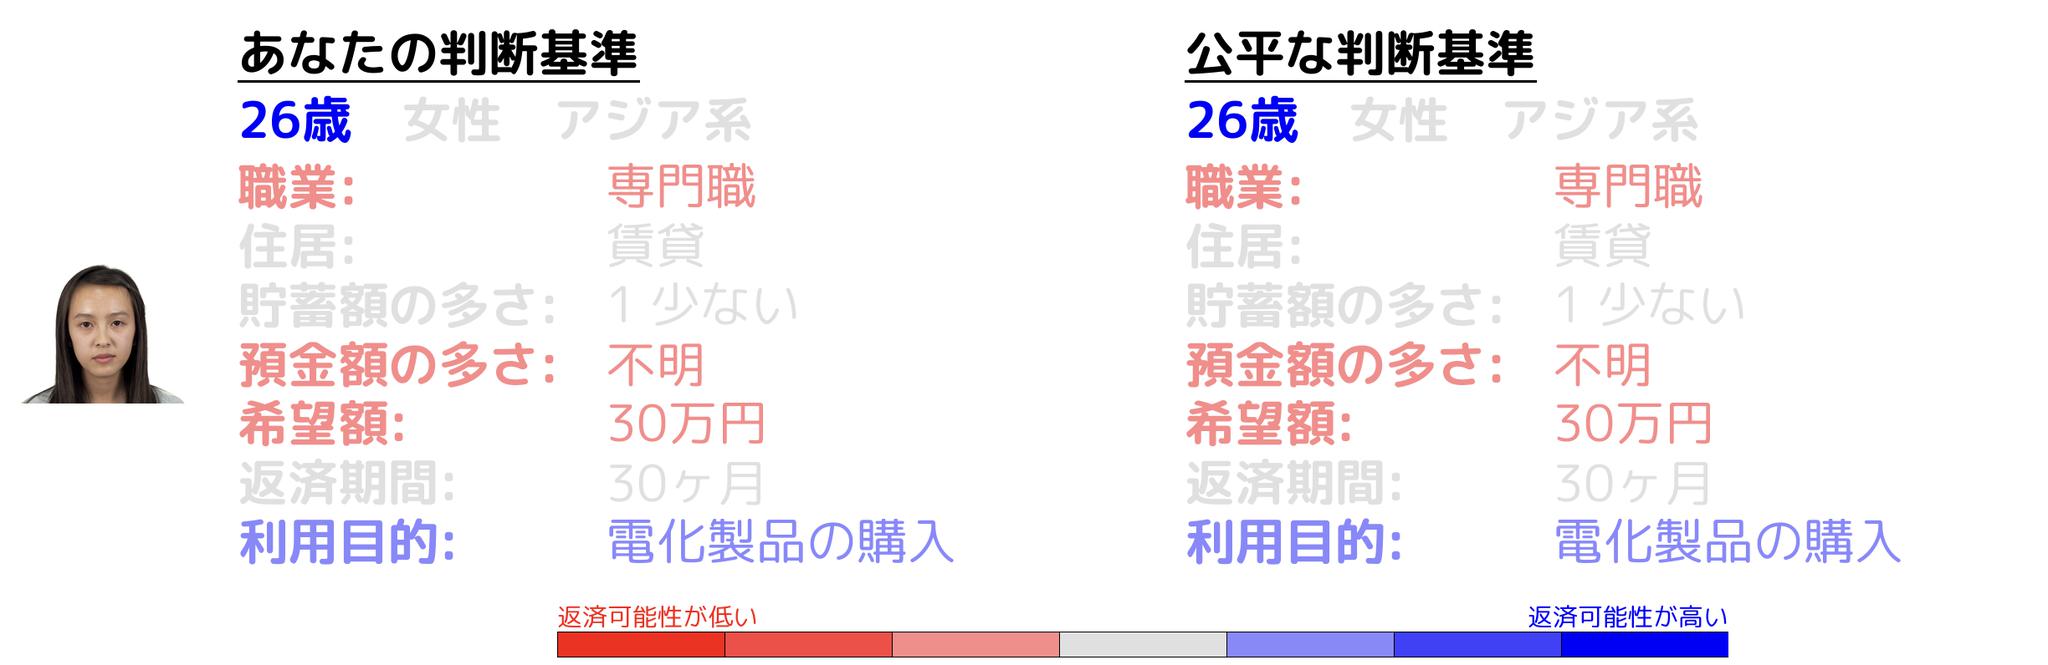 あなたの判断基準
26歳 女性 アジア系
職業: 専門職
住居: 賃貸
貯蓄額の多さ: 1 少ない
預金額の多さ: 不明
希望額: 30万円
返済期間: 30ヶ月
利用目的: 電化製品の購入
公平な判断基準
26歳 女性 アジア系
職業: 専門職
住居: 賃貸
貯蓄額の多さ: 1 少ない
預金額の多さ: 不明
希望額: 30万円
返済期間: 30ヶ月
利用目的: 電化製品の購入
返済可能性が低い
返済可能性が高い